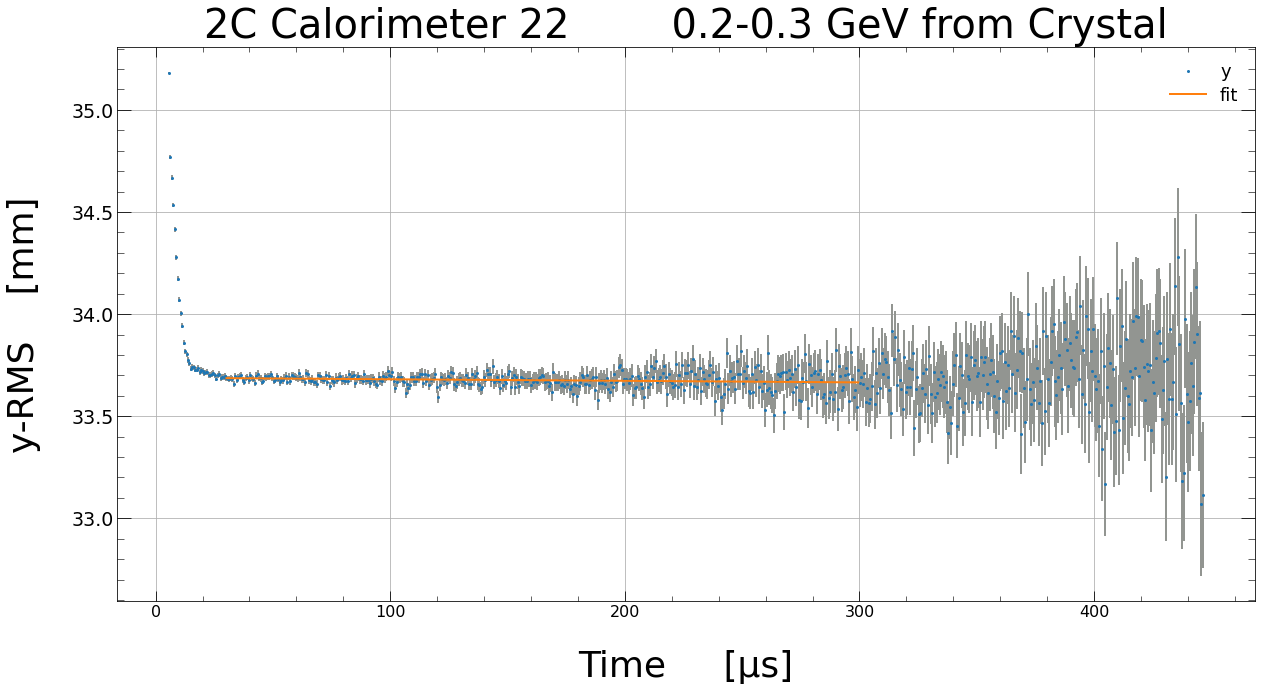 2C Calorimeter 22 0.2-0.3 GeV from Crystal
y
fit
y-RMS [mm]
35.0
34.5
34.0
33.5
33.0
0 100 200 300 400
Time [µs]